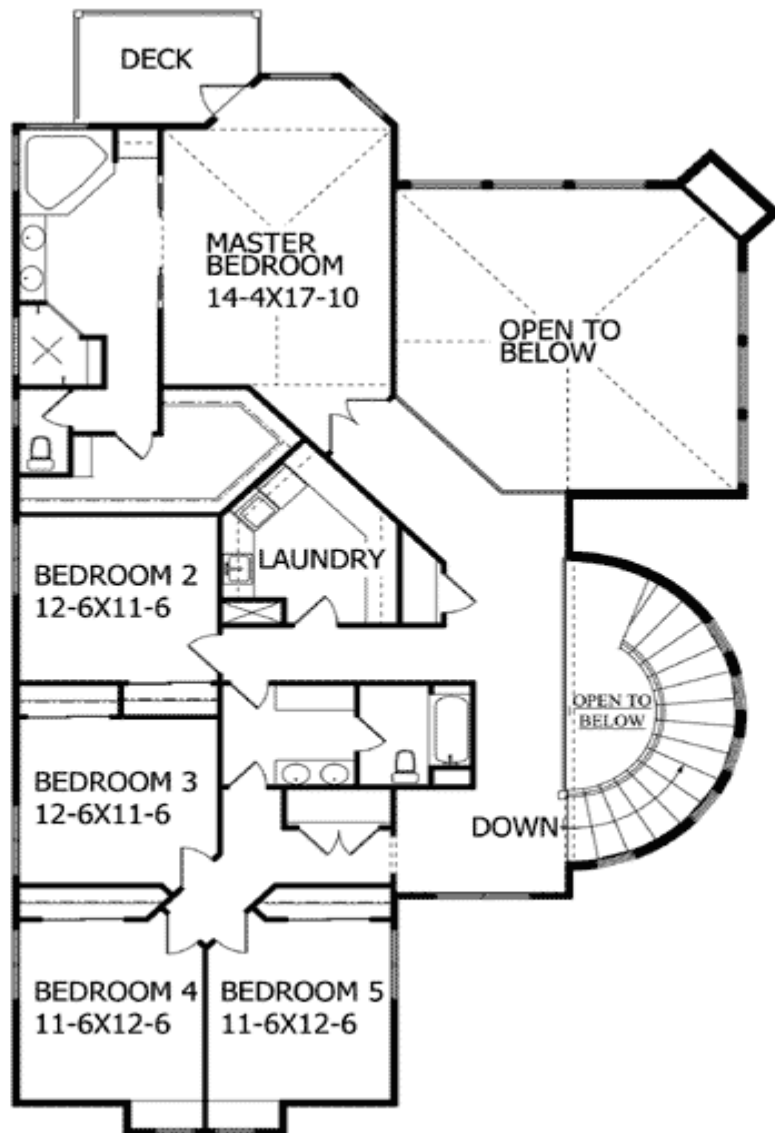 DECK
MASTER
BEDROOM
14-4X17-10
OPEN TO
BELOW
LAUNDRY
BEDROOM 2
12-6X11-6
OPEN TO
BELOW
BEDROOM 3
12-6X11-6
DOWN
BEDROOM 4
11-6X12-6
BEDROOM 5
11-6X12-6